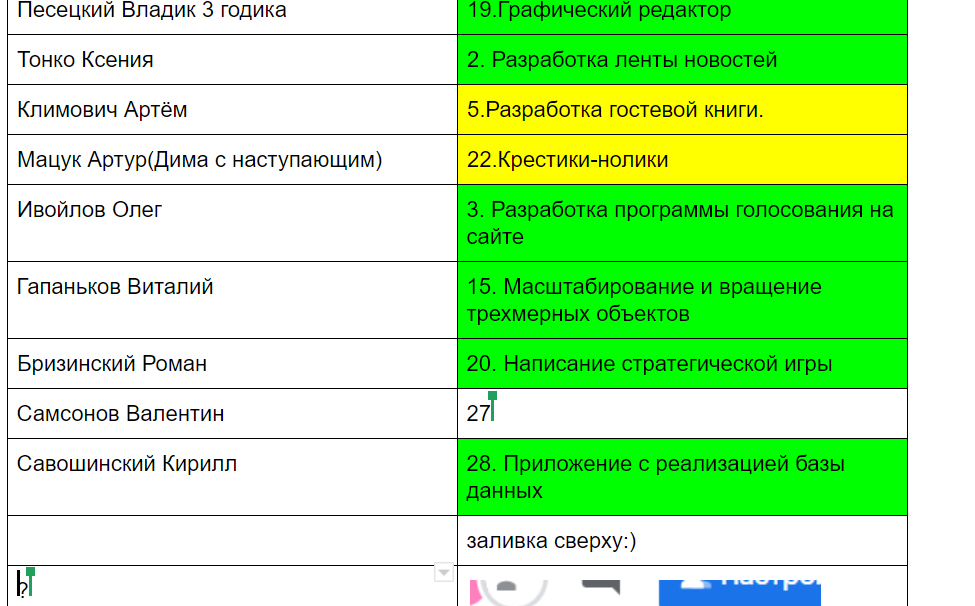 Песецкий Владик 3 годика
19.Графический редактор
Тонко Ксения
2. Разработка ленты новостей
Климович Артём
5.Разработка гостевой книги.
Мацук Артур(Дима с наступающим)
22.Крестики-нолики
Ивойлов Олег
3. Разработка программы голосования на
сайте
Гапаньков Виталий
15. Масштабирование и вращение
трехмерных объектов
Бризинский Роман
20. Написание стратегической игры
Самсонов Валентин
27
Савошинский Кирилл
28. Приложение с реализацией базы
данных
заливка сверху:)
?